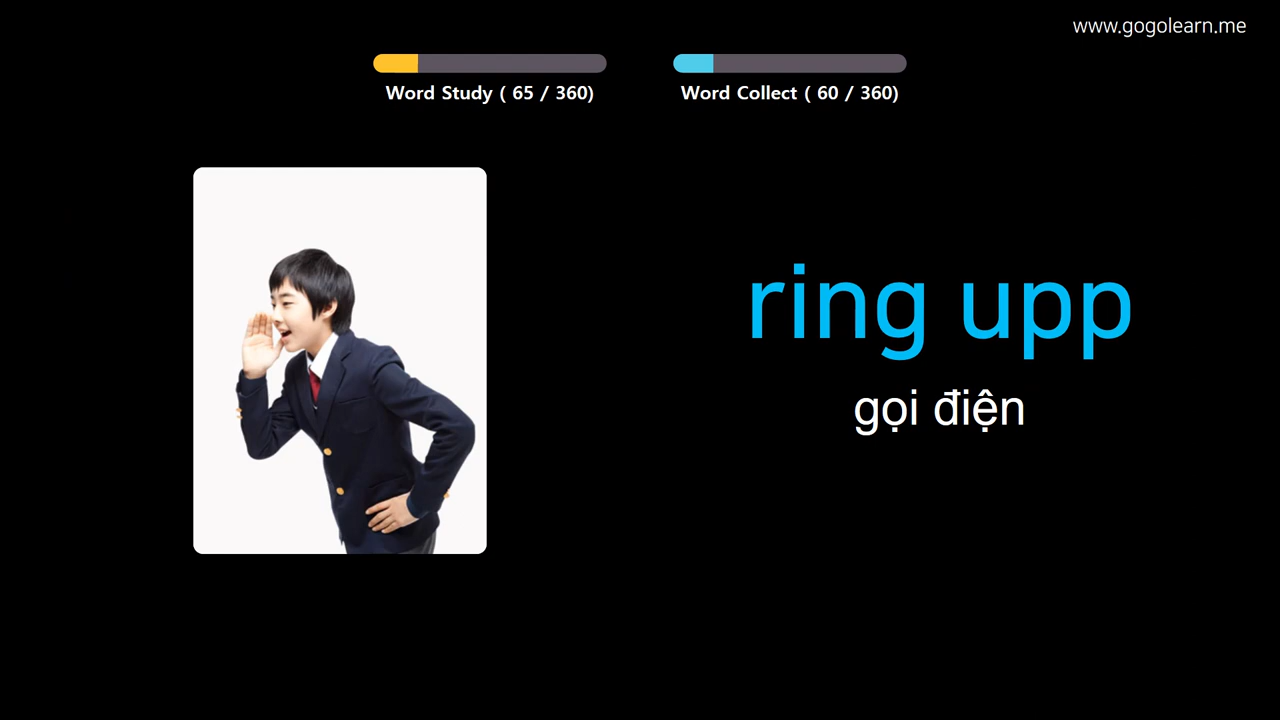 www.gogolearn.me
Word Study ( 65 / 360)
Word Collect ( 60 / 360)
ring upp
gọi điện